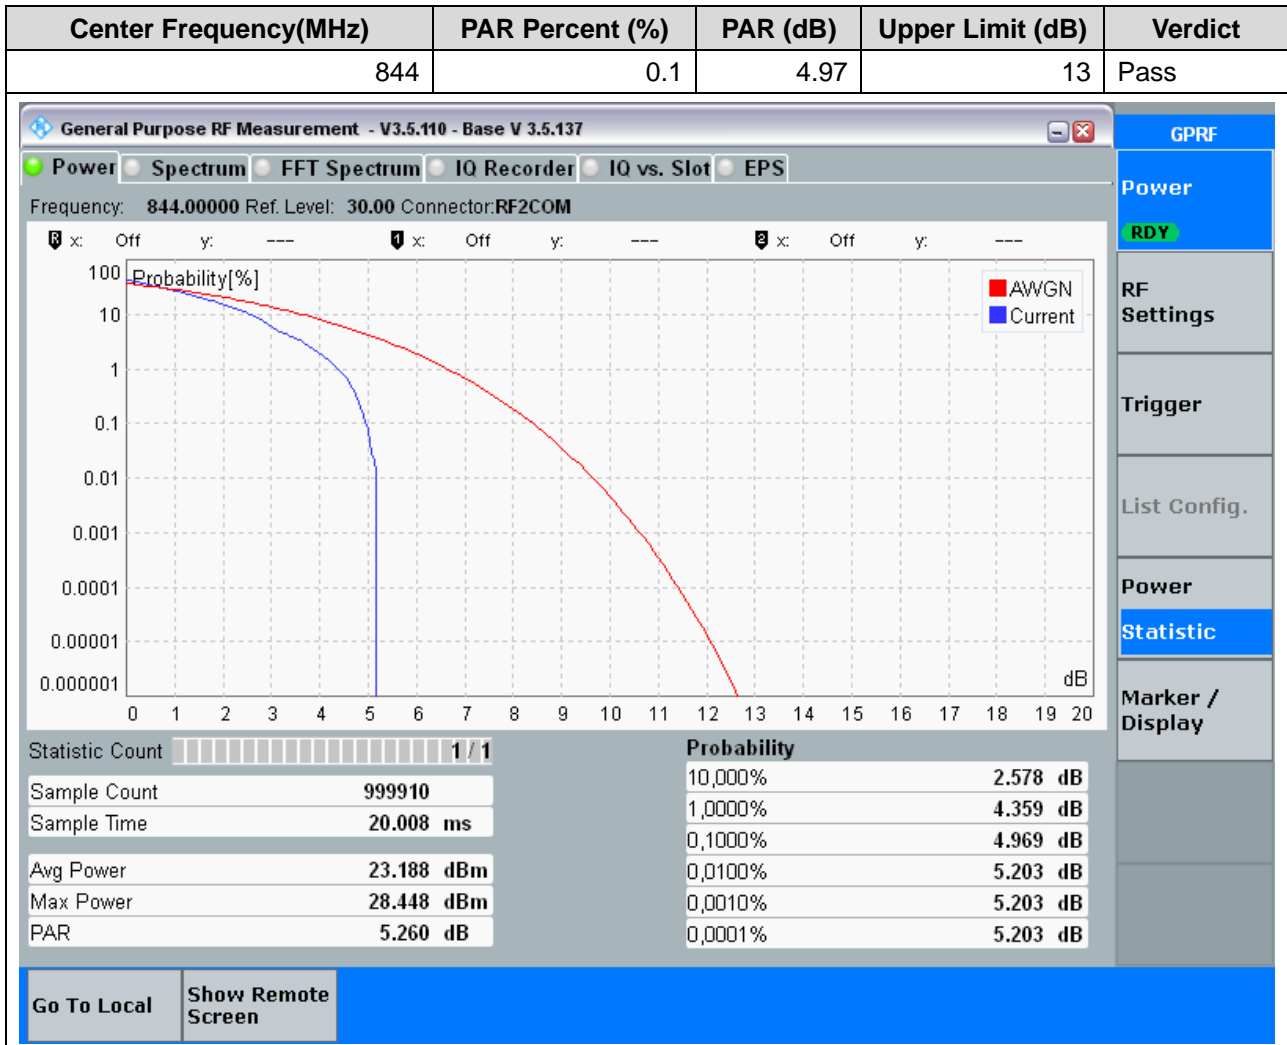 Center Frequency(MHz) PAR Percent (%) PAR (dB) Upper Limit (dB) Verdict
844 0.1 4.97 13 Pass
General Purpose RF Measurement - V3.5.110 - Base V 3.5.137
GPRF
Power Spectrum FFT Spectrum IQ Recorder IQ vs. Slot EPS
Power
RDY
Frequency: 844.00000 Ref. Level: 30.00 Connector:RF2COM
R x: Off y: --- 1 x: Off y: --- 2 x: Off y: ---
Probability[%]
AWGN
Current
100
10
1
0.1
0.01
0.001
0.0001
0.00001
0.000001
dB
0 1 2 3 4 5 6 7 8 9 10 11 12 13 14 15 16 17 18 19 20
RF
Settings
Trigger
List Config.
Power
Statistic
Marker /
Display
Statistic Count 1 / 1
Sample Count 999910
Sample Time 20.008 ms
Avg Power 23.188 dBm
Max Power 28.448 dBm
PAR 5.260 dB
Probability
10,000% 2.578 dB
1,0000% 4.359 dB
0,1000% 4.969 dB
0,0100% 5.203 dB
0,0010% 5.203 dB
0,0001% 5.203 dB
Go To Local
Show Remote
Screen